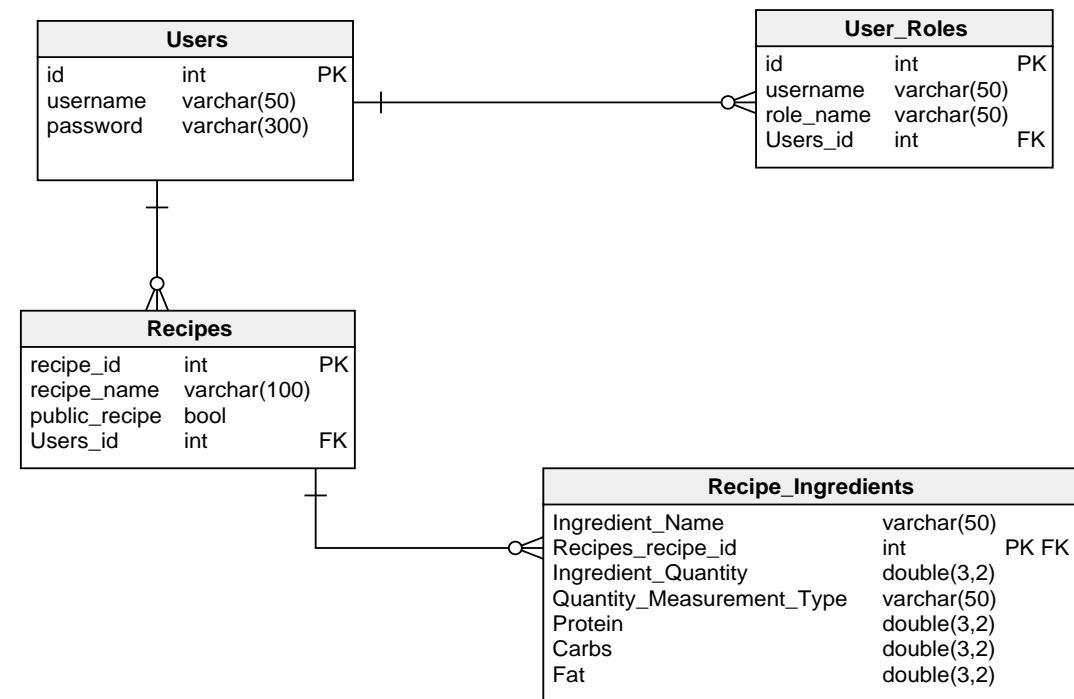 Users
id int PK
username varchar(50)
password varchar(300)
User_Roles
id int PK
username varchar(50)
role_name varchar(50)
Users_id int FK
Recipes
recipe_id int PK
recipe_name varchar(100)
public_recipe bool
Users_id int FK
Recipe_Ingredients
Ingredient_Name varchar(50)
Recipes_recipe_id int PK FK
Ingredient_Quantity double(3,2)
Quantity_Measurement_Type varchar(50)
Protein double(3,2)
Carbs double(3,2)
Fat double(3,2)